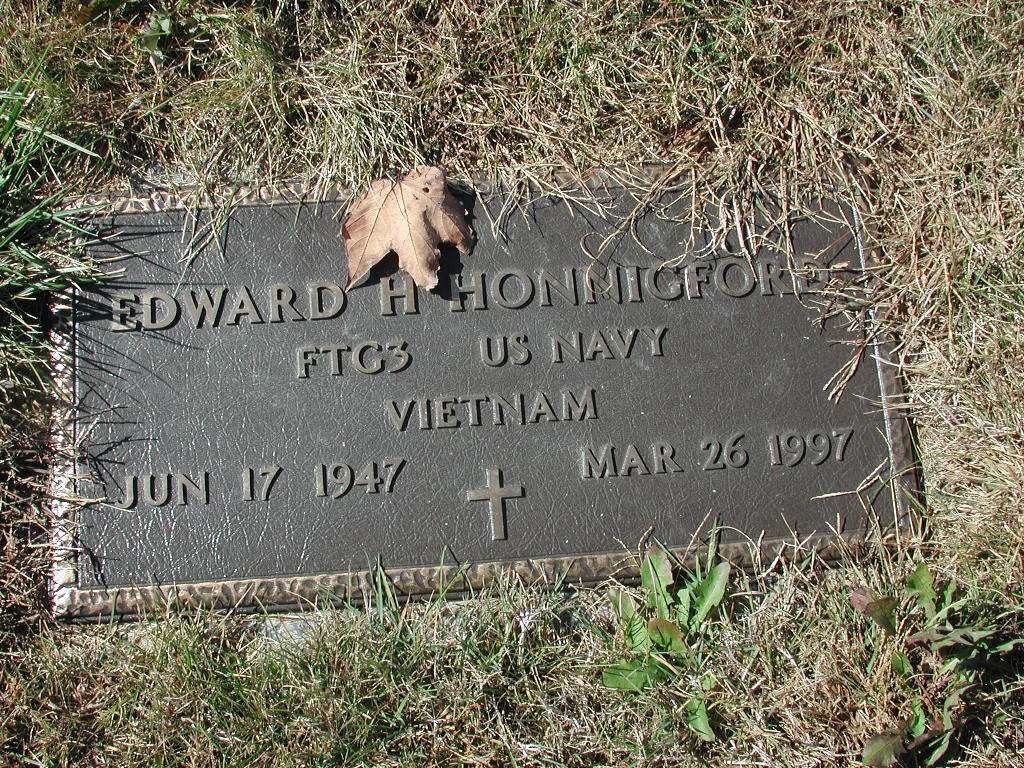 EDWARD H HONNIGFORD
FTG3 US NAVY
VIETNAM
JUN 17 1947 MAR 26 1997